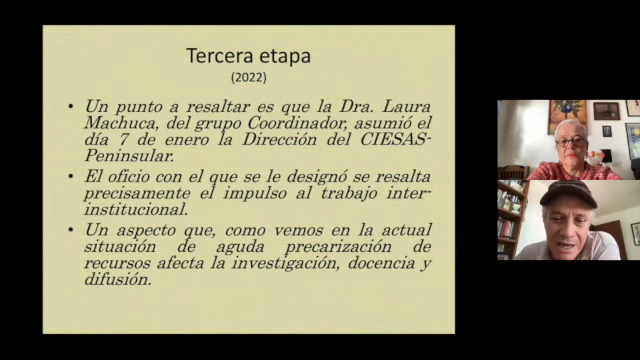 Tercera etapa
(2022)
• Un punto a resaltar es que la Dra. Laura
Machuca, del grupo Coordinador, asumió el
día 7 de enero la Dirección del CIESAS-
Peninsular.
• El oficio con el que se le designó se resalta
precisamente el impulso al trabajo inter-
institucional.
• Un aspecto que, como vemos en la actual
situación de aguda precarización de
recursos afecta la investigación, docencia y
difusión.